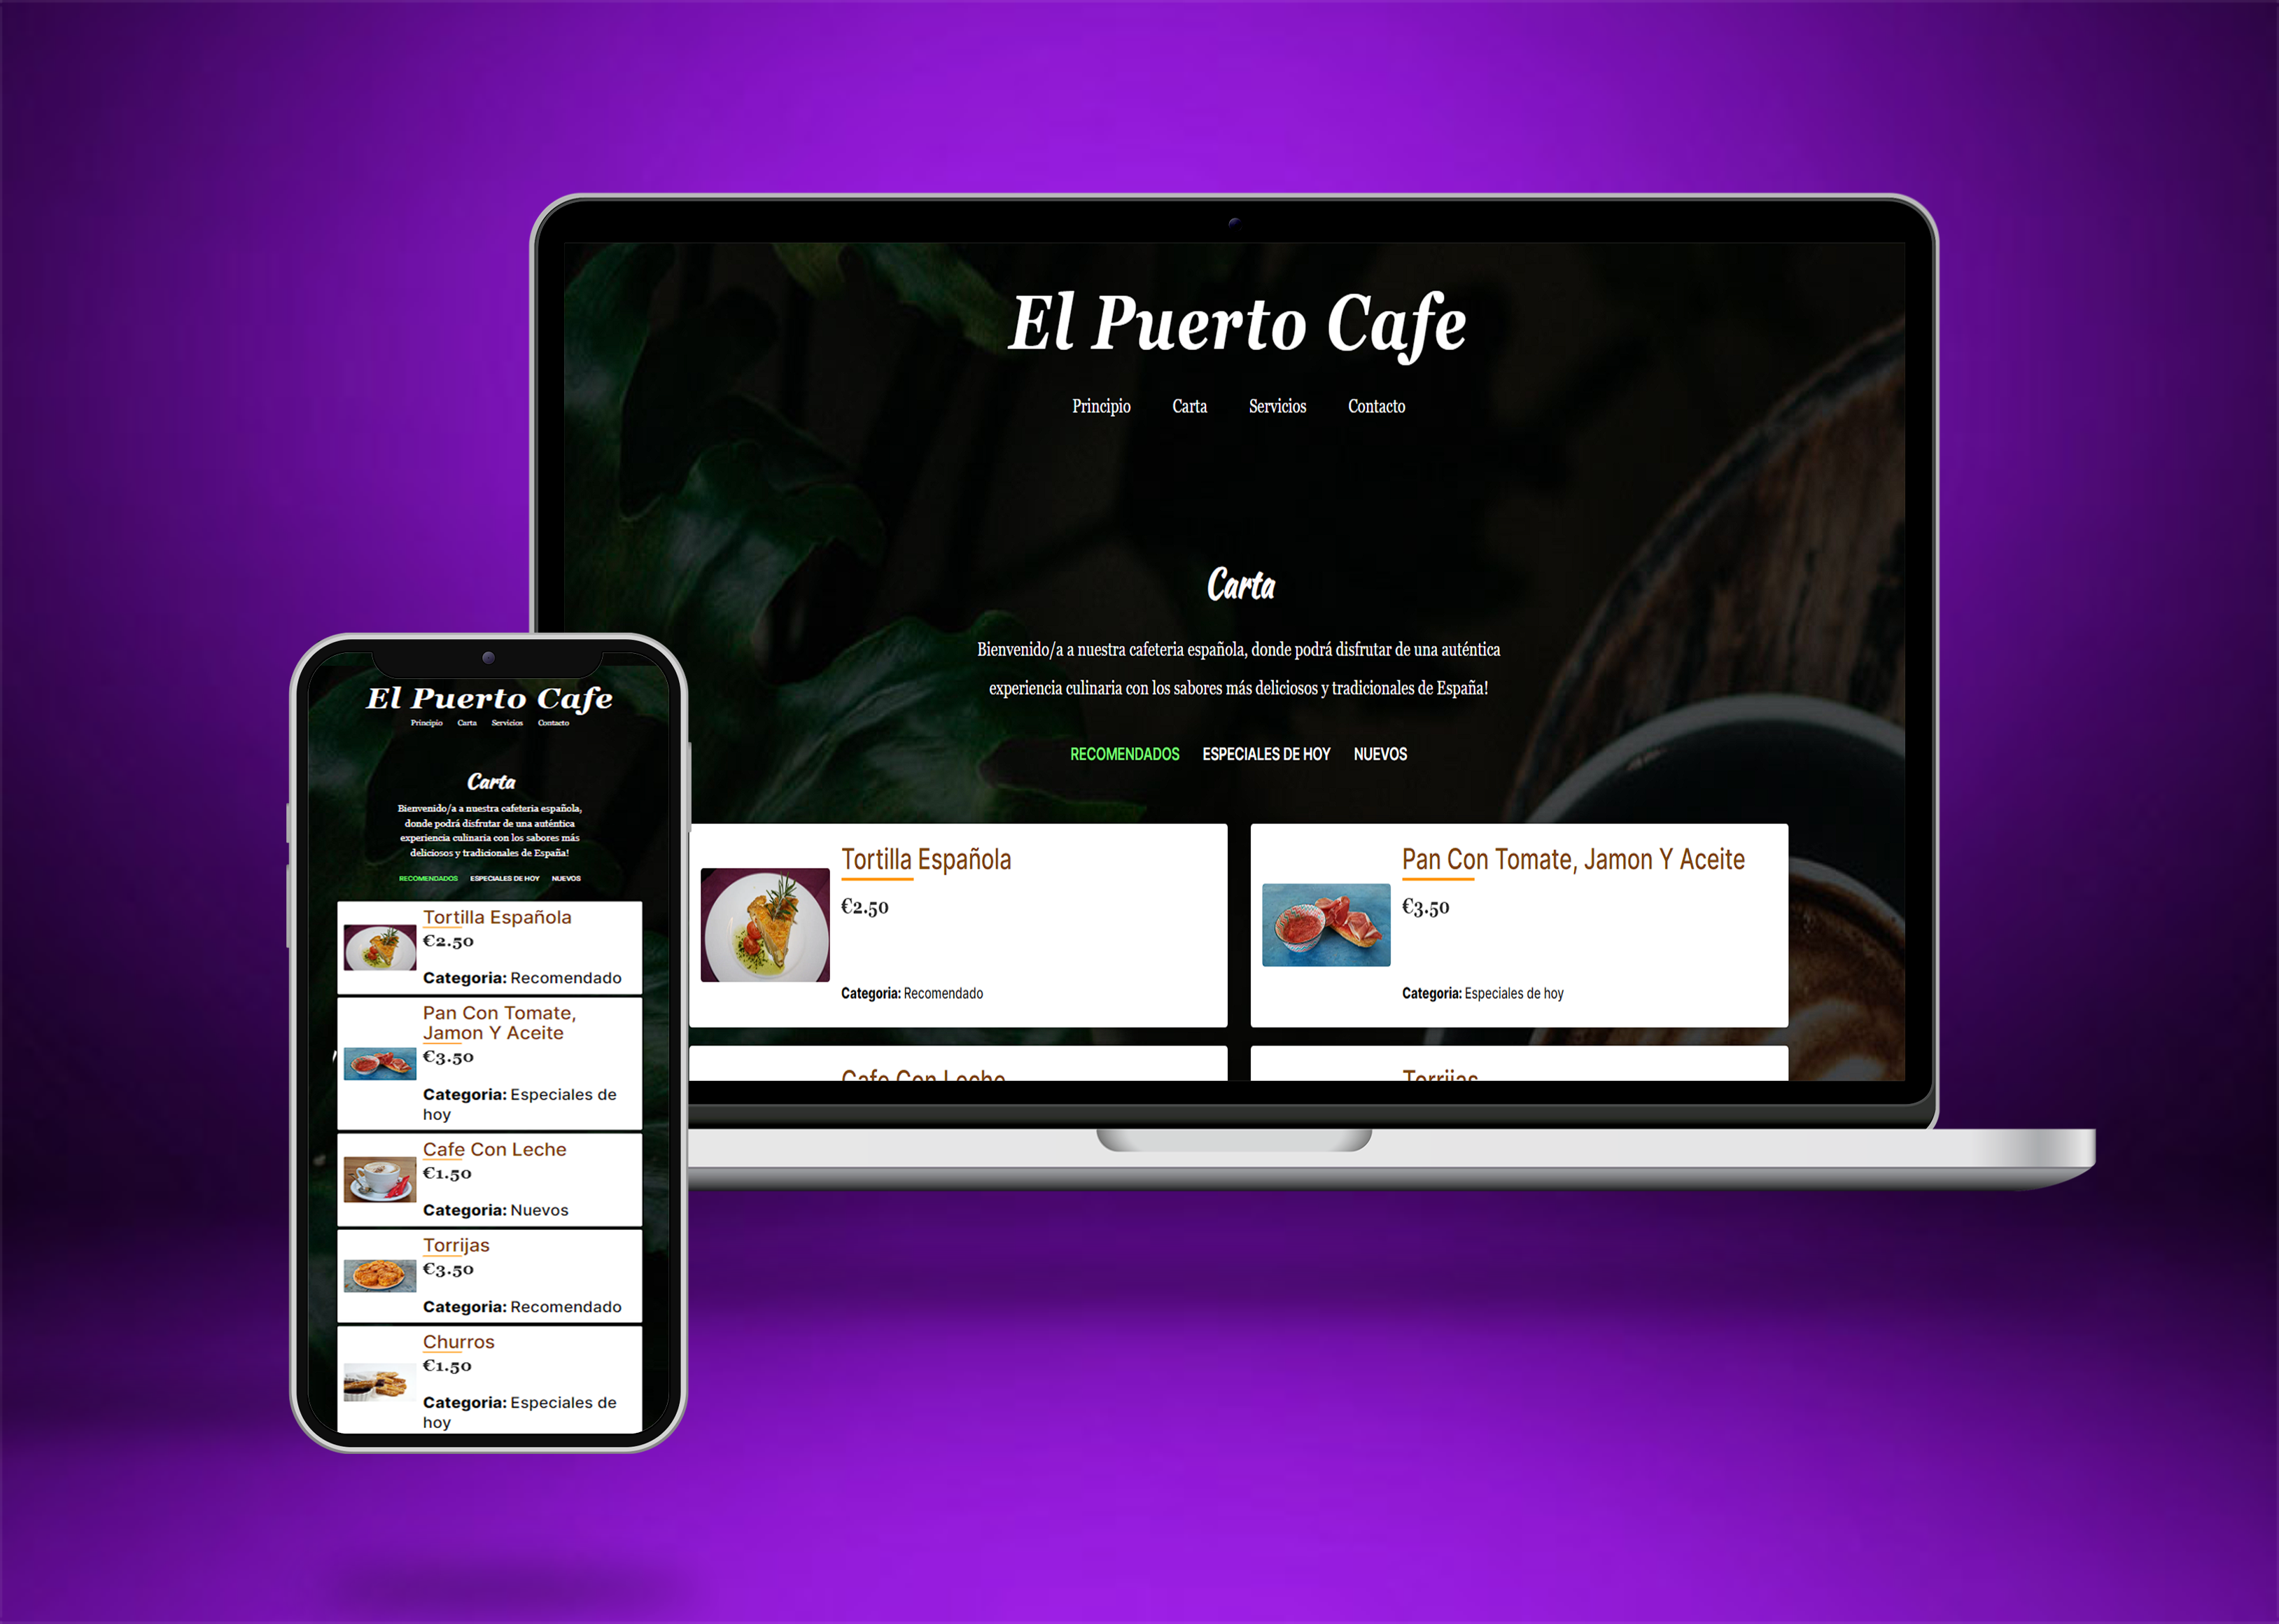 El Puerto Cafe
Principio Carta Servicios Contacto
Carta
Bienvenido/a a nuestra cafeteria española, donde podrá disfrutar de una auténtica
experiencia culinaria con los sabores más deliciosos y tradicionales de España!
RECOMENDADOS ESPECIALES DE HOY NUEVOS
Tortilla Española
€2.50
Categoria: Recomendado
Pan Con Tomate, Jamon Y Aceite
€3.50
Categoria: Especiales de hoy
Cafe Con Leche
Torrijas
El Puerto Cafe
Principio Carta Servicios Contacto
Carta
Bienvenido/a a nuestra cafeteria española,
donde podrá disfrutar de una auténtica
experiencia culinaria con los sabores más
deliciosos y tradicionales de España!
RECOMENDADOS ESPECIALES DE HOY NUEVOS
Tortilla Española
€2.50
Categoria: Recomendado
Pan Con Tomate,
Jamon Y Aceite
€3.50
Categoria: Especiales de
hoy
Cafe Con Leche
€1.50
Categoria: Nuevos
Torrijas
€3.50
Categoria: Recomendado
Churros
€1.50
Categoria: Especiales de
hoy